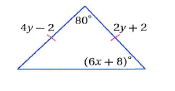 80°
4y − 2
2y + 2
(6x + 8)°